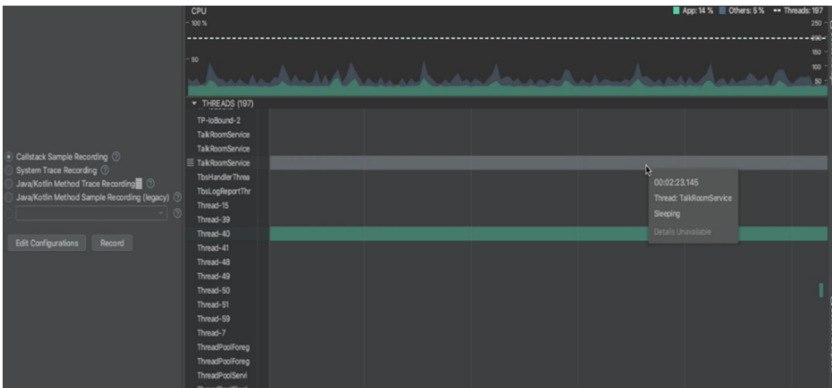 CPU
App: 14 % Others: 5 % Threads: 197
100 %
250
200
150
100
50
50
THREADS (197)
TP-IoBound-2
TalkRoomService
TalkRoomService
TalkRoomService
TbsHandlerThrea
TbsLogReportThr
Thread-15
Thread-39
Thread-40
Thread-41
Thread-48
Thread-49
Thread-50
Thread-51
Thread-59
Thread-7
ThreadPoolForeg
ThreadPoolForeg
ThreadPoolServi
Callstack Sample Recording
System Trace Recording
Java/Kotlin Method Trace Recording
Java/Kotlin Method Sample Recording (legacy)
Edit Configurations Record
00:02:23.145
Thread: TalkRoomService
Sleeping
Details Unavailable